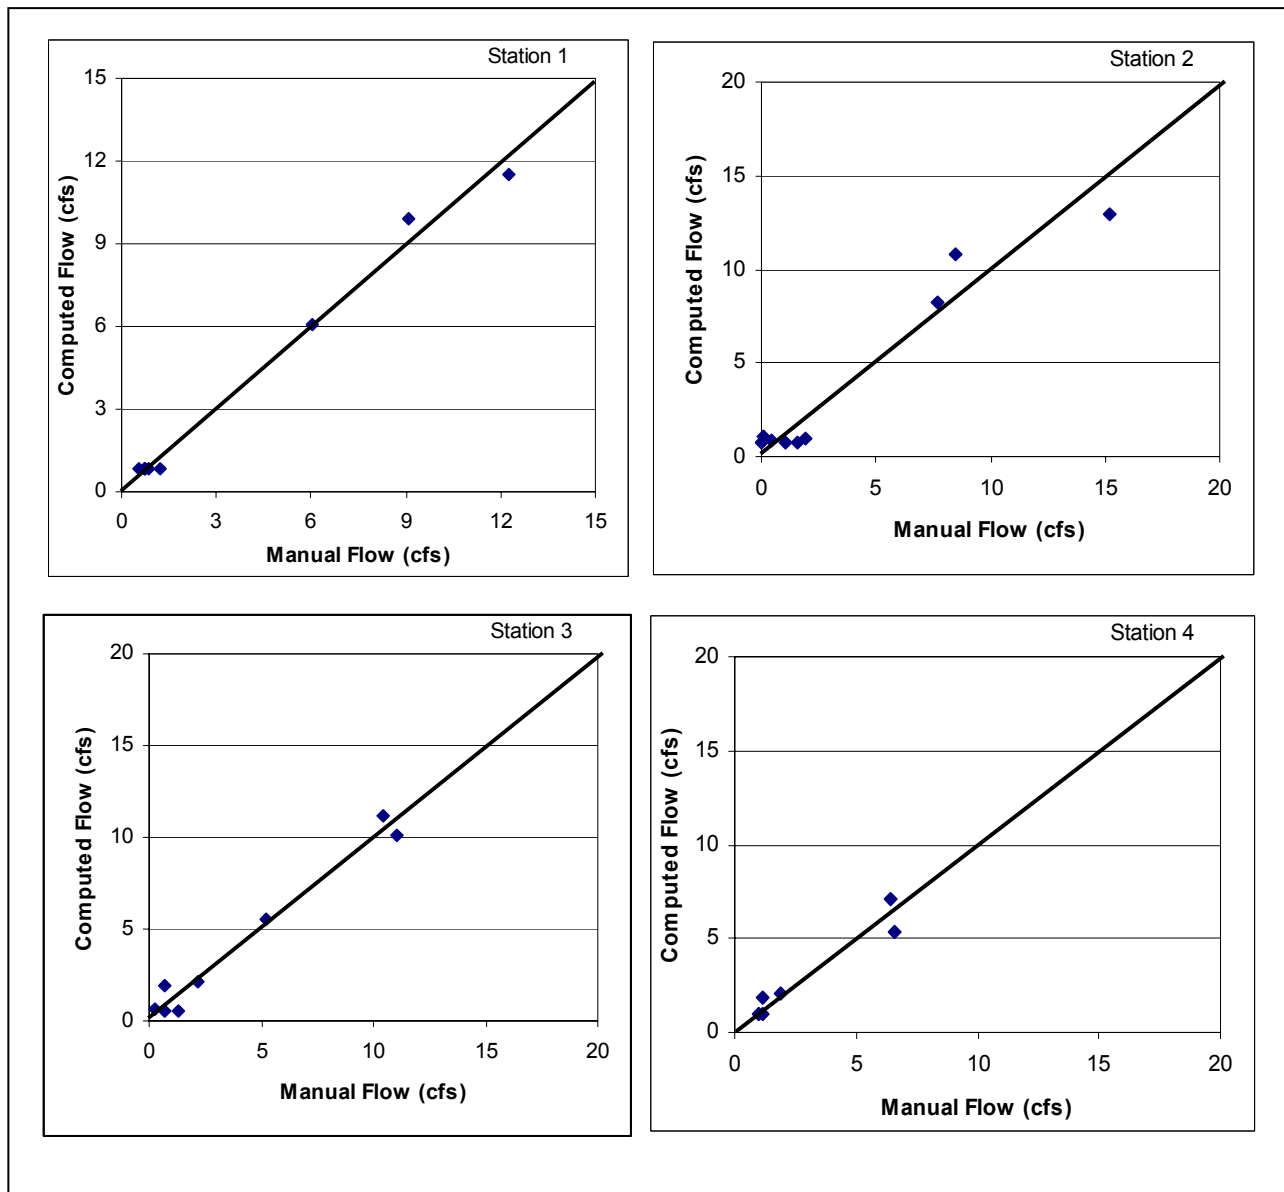 Station 1
15
12
9
6
3
0
Computed Flow (cfs)
0 3 6 9 12 15
Manual Flow (cfs)
Station 2
20
15
10
5
0
Computed Flow (cfs)
0 5 10 15 20
Manual Flow (cfs)
Station 3
20
15
10
5
0
Computed Flow (cfs)
0 5 10 15 20
Manual Flow (cfs)
Station 4
20
15
10
5
0
Computed Flow (cfs)
0 5 10 15 20
Manual Flow (cfs)